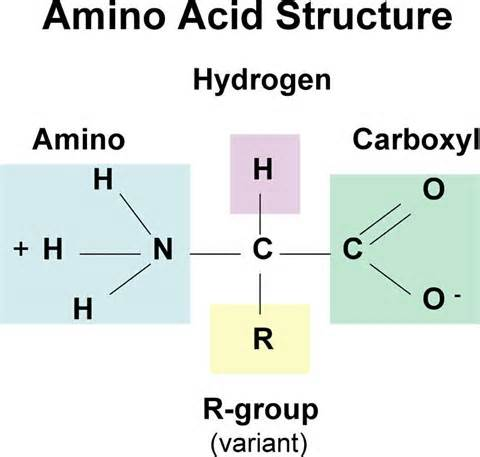 Amino Acid Structure
Hydrogen
Amino
Carboxyl
H
H
O
+ H
N
C
C
H
O -
R
R-group
(variant)